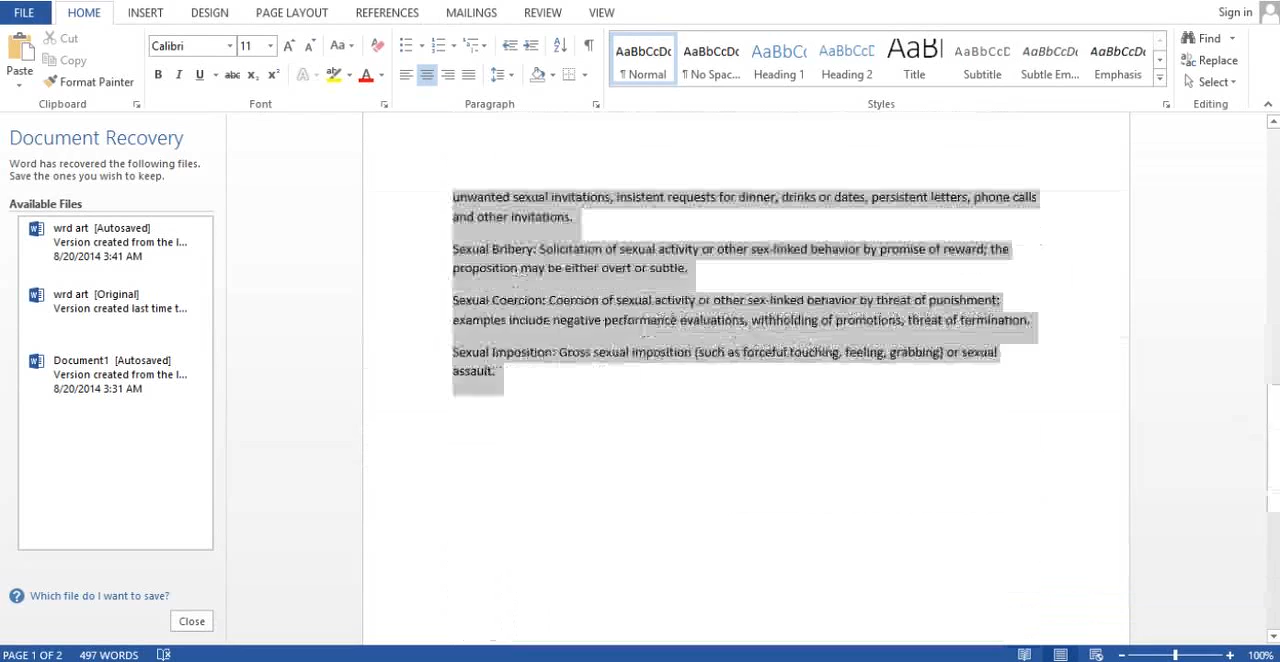 FILE HOME INSERT DESIGN PAGE LAYOUT REFERENCES MAILINGS REVIEW VIEW Sign in
Cut
Copy
Format Painter
Paste
Clipboard
Calibri 11 Aa
B I U abc x₂ x² A ab A
Font
Paragraph
AaBbCcDc AaBbCcDc AaBbCc AaBbCcD AaBl AaBbCcD AaBbCcDc AaBbCcDc
¶ Normal ¶ No Spac... Heading 1 Heading 2 Title Subtitle Subtle Em... Emphasis
Styles
Find
Replace
Select
Editing
Document Recovery
Word has recovered the following files.
Save the ones you wish to keep.
Available Files
wrd art [Autosaved]
Version created from the l...
8/20/2014 3:41 AM
wrd art [Original]
Version created last time t...
Document1 [Autosaved]
Version created from the l...
8/20/2014 3:31 AM
? Which file do I want to save?
Close
unwanted sexual invitations, insistent requests for dinner, drinks or dates, persistent letters, phone calls
and other invitations.
Sexual Bribery: Solicitation of sexual activity or other sex-linked behavior by promise of reward; the
proposition may be either overt or subtle.
Sexual Coercion: Coercion of sexual activity or other sex-linked behavior by threat of punishment;
examples include negative performance evaluations, withholding of promotions, threat of termination.
Sexual Imposition: Gross sexual imposition (such as forceful touching, feeling, grabbing) or sexual
assault.
PAGE 1 OF 2 497 WORDS 100%